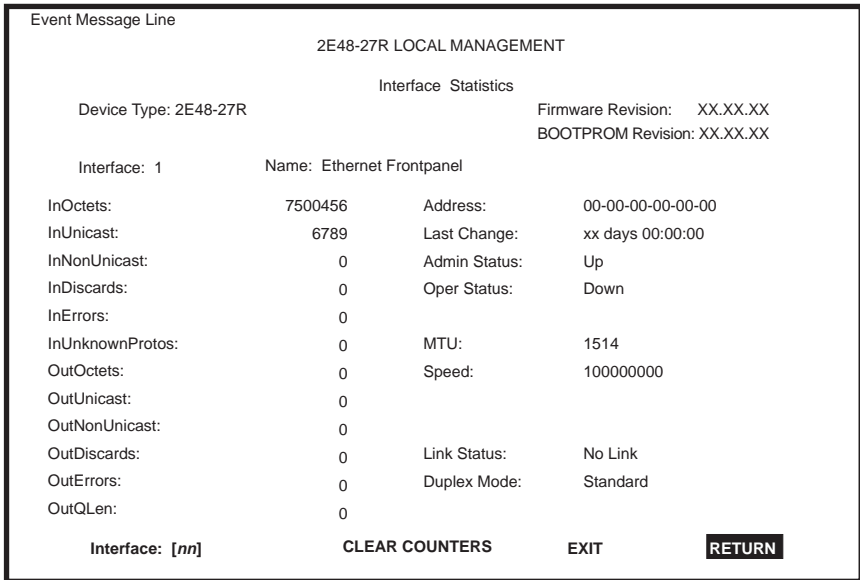 Event Message Line
2E48-27R LOCAL MANAGEMENT
Interface Statistics
Device Type: 2E48-27R Firmware Revision: XX.XX.XX
BOOTPROM Revision: XX.XX.XX
Interface: 1 Name: Ethernet Frontpanel
InOctets: 7500456 Address: 00-00-00-00-00-00
InUnicast: 6789 Last Change: xx days 00:00:00
InNonUnicast: 0 Admin Status: Up
InDiscards: 0 Oper Status: Down
InErrors: 0
InUnknownProtos: 0 MTU: 1514
OutOctets: 0 Speed: 100000000
OutUnicast: 0
OutNonUnicast: 0
OutDiscards: 0 Link Status: No Link
OutErrors: 0 Duplex Mode: Standard
OutQLen: 0
Interface: [nn] CLEAR COUNTERS EXIT RETURN